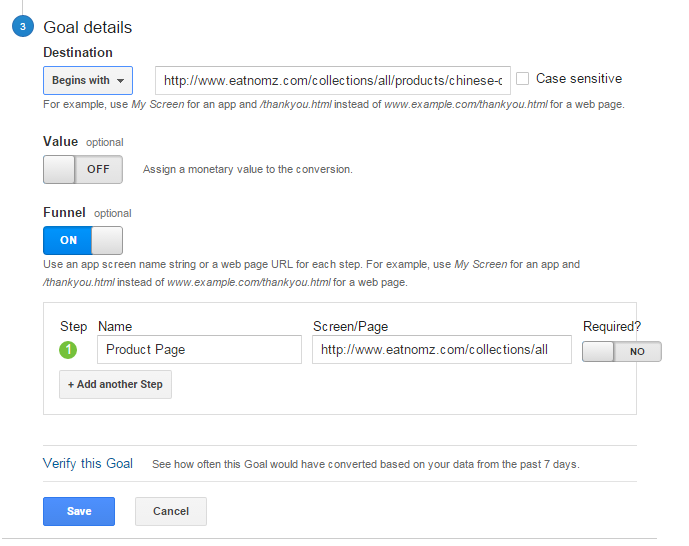 3 Goal details
Destination
Begins with http://www.eatnomz.com/collections/all/products/chinese-c Case sensitive
For example, use My Screen for an app and /thankyou.html instead of www.example.com/thankyou.html for a web page.
Value optional
OFF Assign a monetary value to the conversion.
Funnel optional
ON
Use an app screen name string or a web page URL for each step. For example, use My Screen for an app and
/thankyou.html instead of www.example.com/thankyou.html for a web page.
Step Name Screen/Page Required?
1 Product Page http://www.eatnomz.com/collections/all NO
+ Add another Step
Verify this Goal See how often this Goal would have converted based on your data from the past 7 days.
Save Cancel